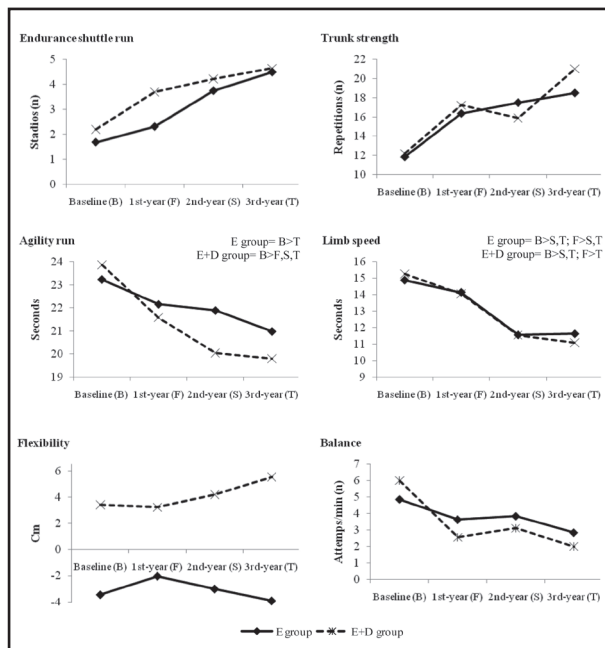 Endurance shuttle run
Stadios (n)
5
4
3
2
1
0
Baseline (B) 1st-year (F) 2nd-year (S) 3rd-year (T)
Trunk strength
Repetitions (n)
22
20
18
16
14
12
10
Baseline (B) 1st-year (F) 2nd-year (S) 3rd-year (T)
Agility run
E group= B>T
E+D group= B>F,S,T
Seconds
24
23
22
21
20
19
Baseline (B) 1st-year (F) 2nd-year (S) 3rd-year (T)
Limb speed
E group= B>S,T; F>S,T
E+D group= B>S,T; F>T
Seconds
16
15
14
13
12
11
10
9
Baseline (B) 1st-year (F) 2nd-year (S) 3rd-year (T)
Flexibility
Cm
6
4
2
0
Baseline (B) 1st-year (F) 2nd-year (S) 3rd-year (T)
-2
-4
Balance
Attemps/min (n)
7
6
5
4
3
2
1
0
Baseline (B) 1st-year (F) 2nd-year (S) 3rd-year (T)
E group E+D group